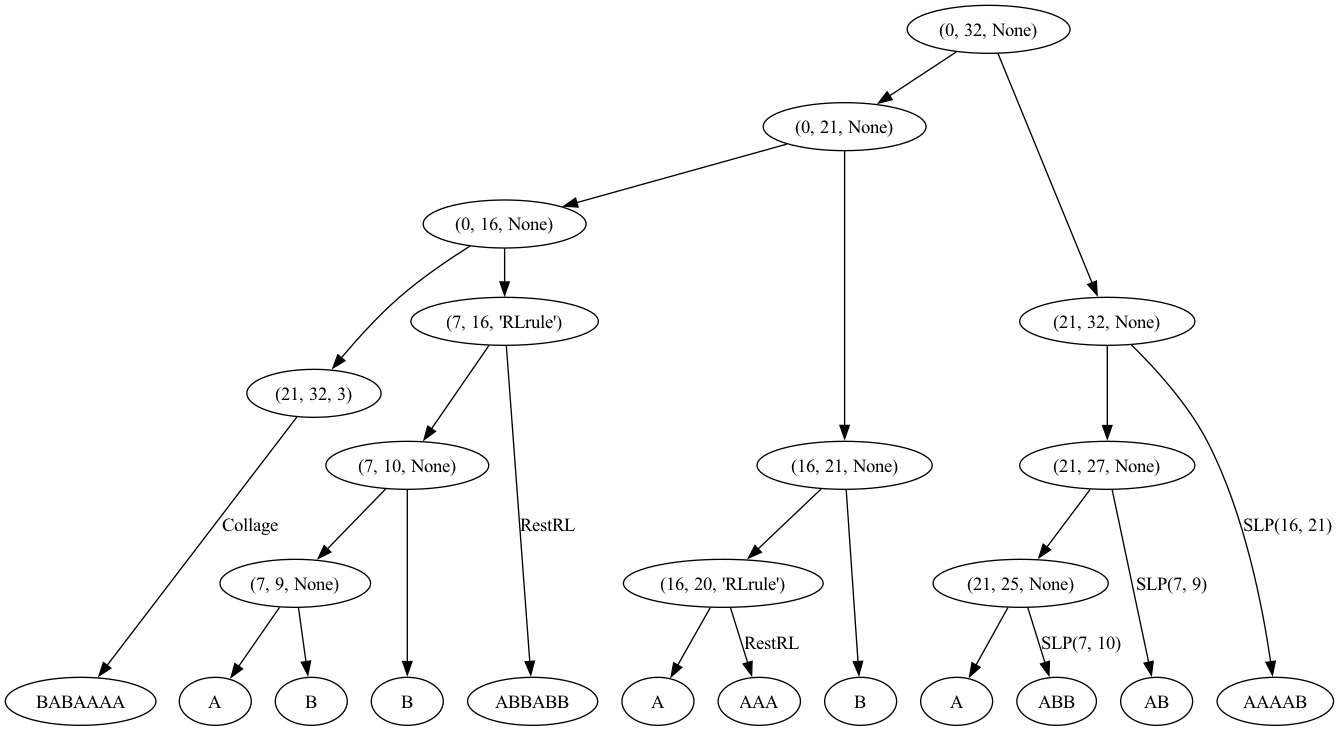 (0, 32, None)
(0, 21, None)
(0, 16, None)
(7, 16, 'RLrule')
(21, 32, None)
(21, 32, 3)
(7, 10, None)
(16, 21, None)
(21, 27, None)
Collage
RestRL
SLP(16, 21)
(7, 9, None)
(16, 20, 'RLrule')
(21, 25, None)
SLP(7, 9)
RestRL
SLP(7, 10)
BABAAAA
A
B
B
ABBABB
A
AAA
B
A
ABB
AB
AAAAB